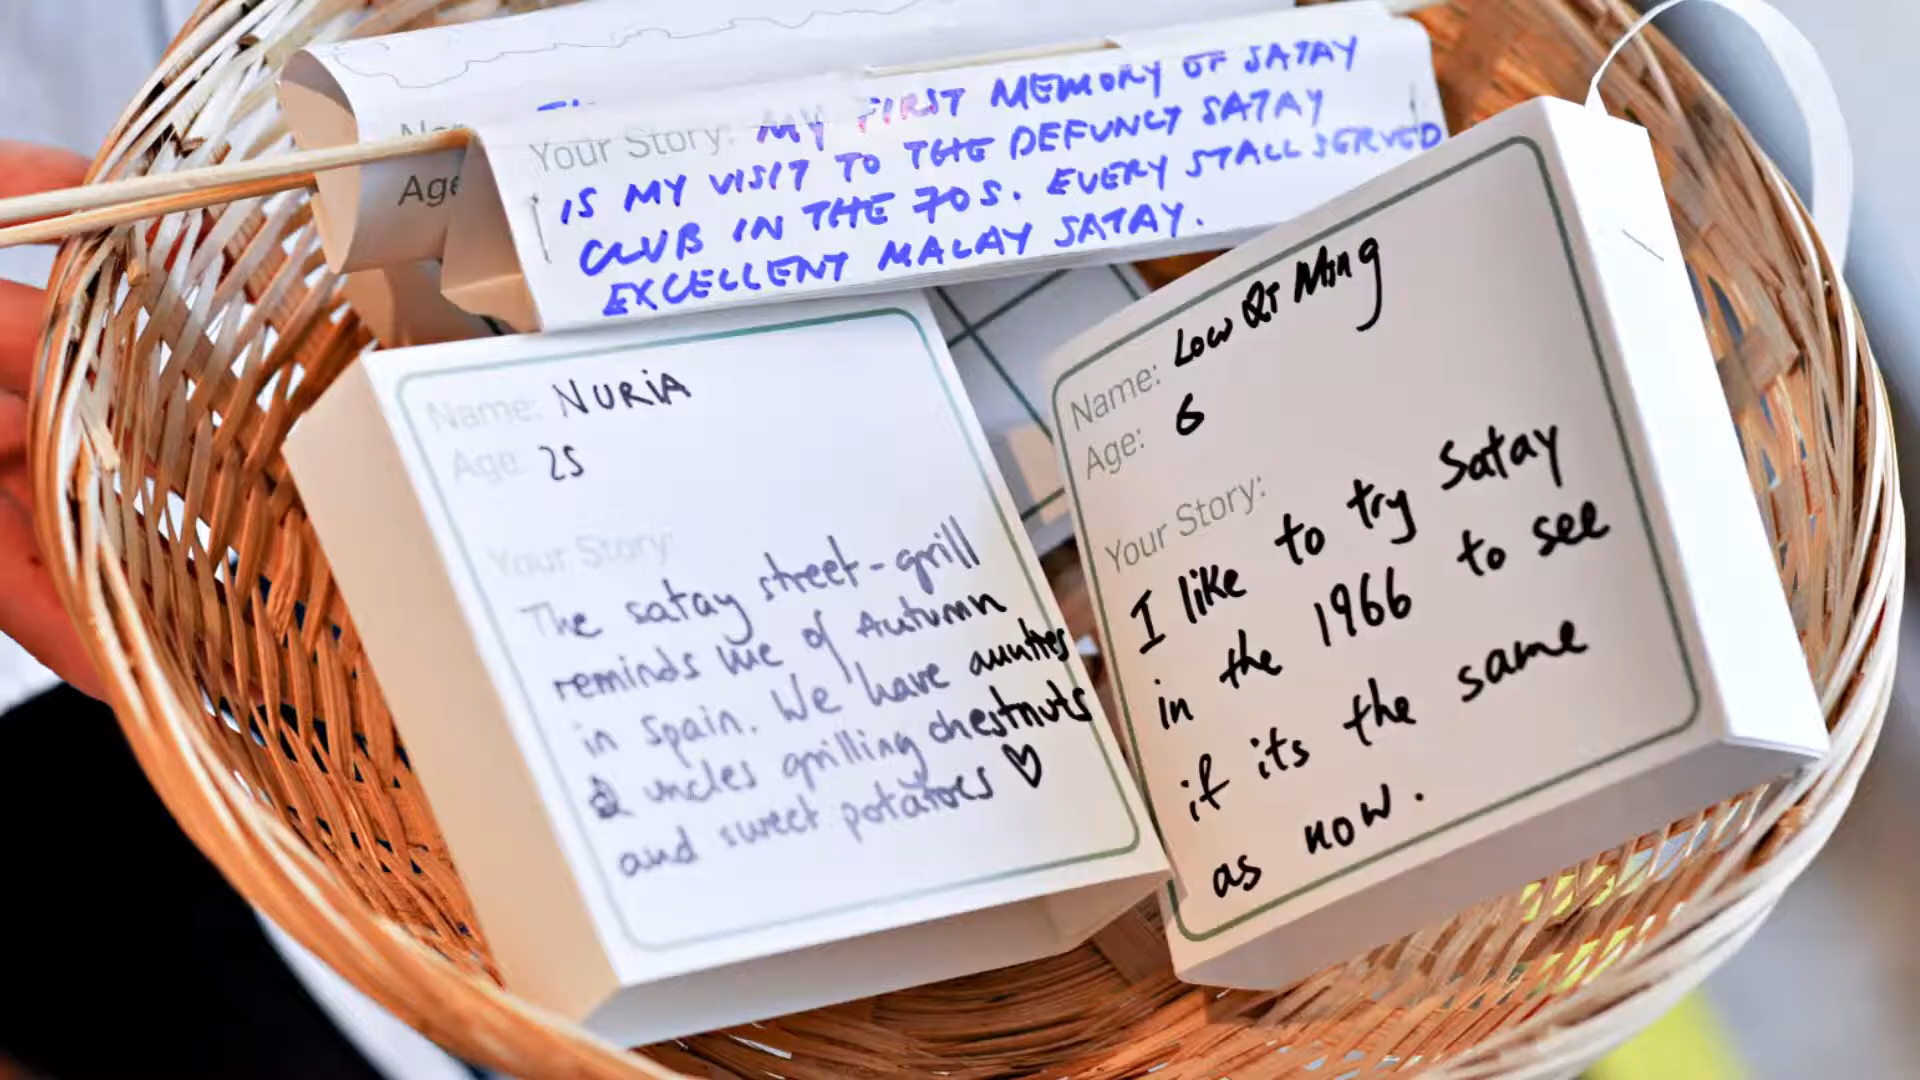 Age
Your Story: MY FIRST MEMORY OF SATAY
IS MY VISIT TO THE DEFUNCT SATAY
CLUB IN THE 70S. EVERY STALL SERVED
EXCELLENT MALAY SATAY.
Name: NURIA
Age: 25
Your Story:
The satay street-grill
reminds me of Autumn
in Spain. We have aunties
& uncles grilling chestnuts
and sweet potatoes ♡
Name: Low Qi Ming
Age: 6
Your Story:
I like to try Satay
in the 1966 to see
if its the same
as now.